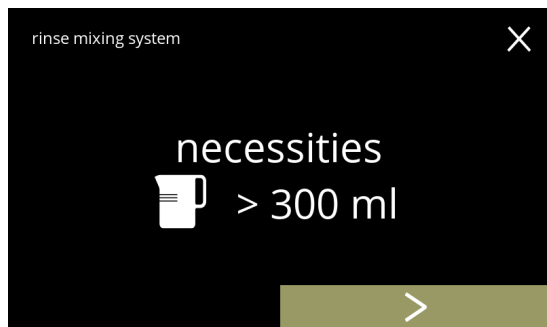 rinse mixing system
necessities
> 300 ml